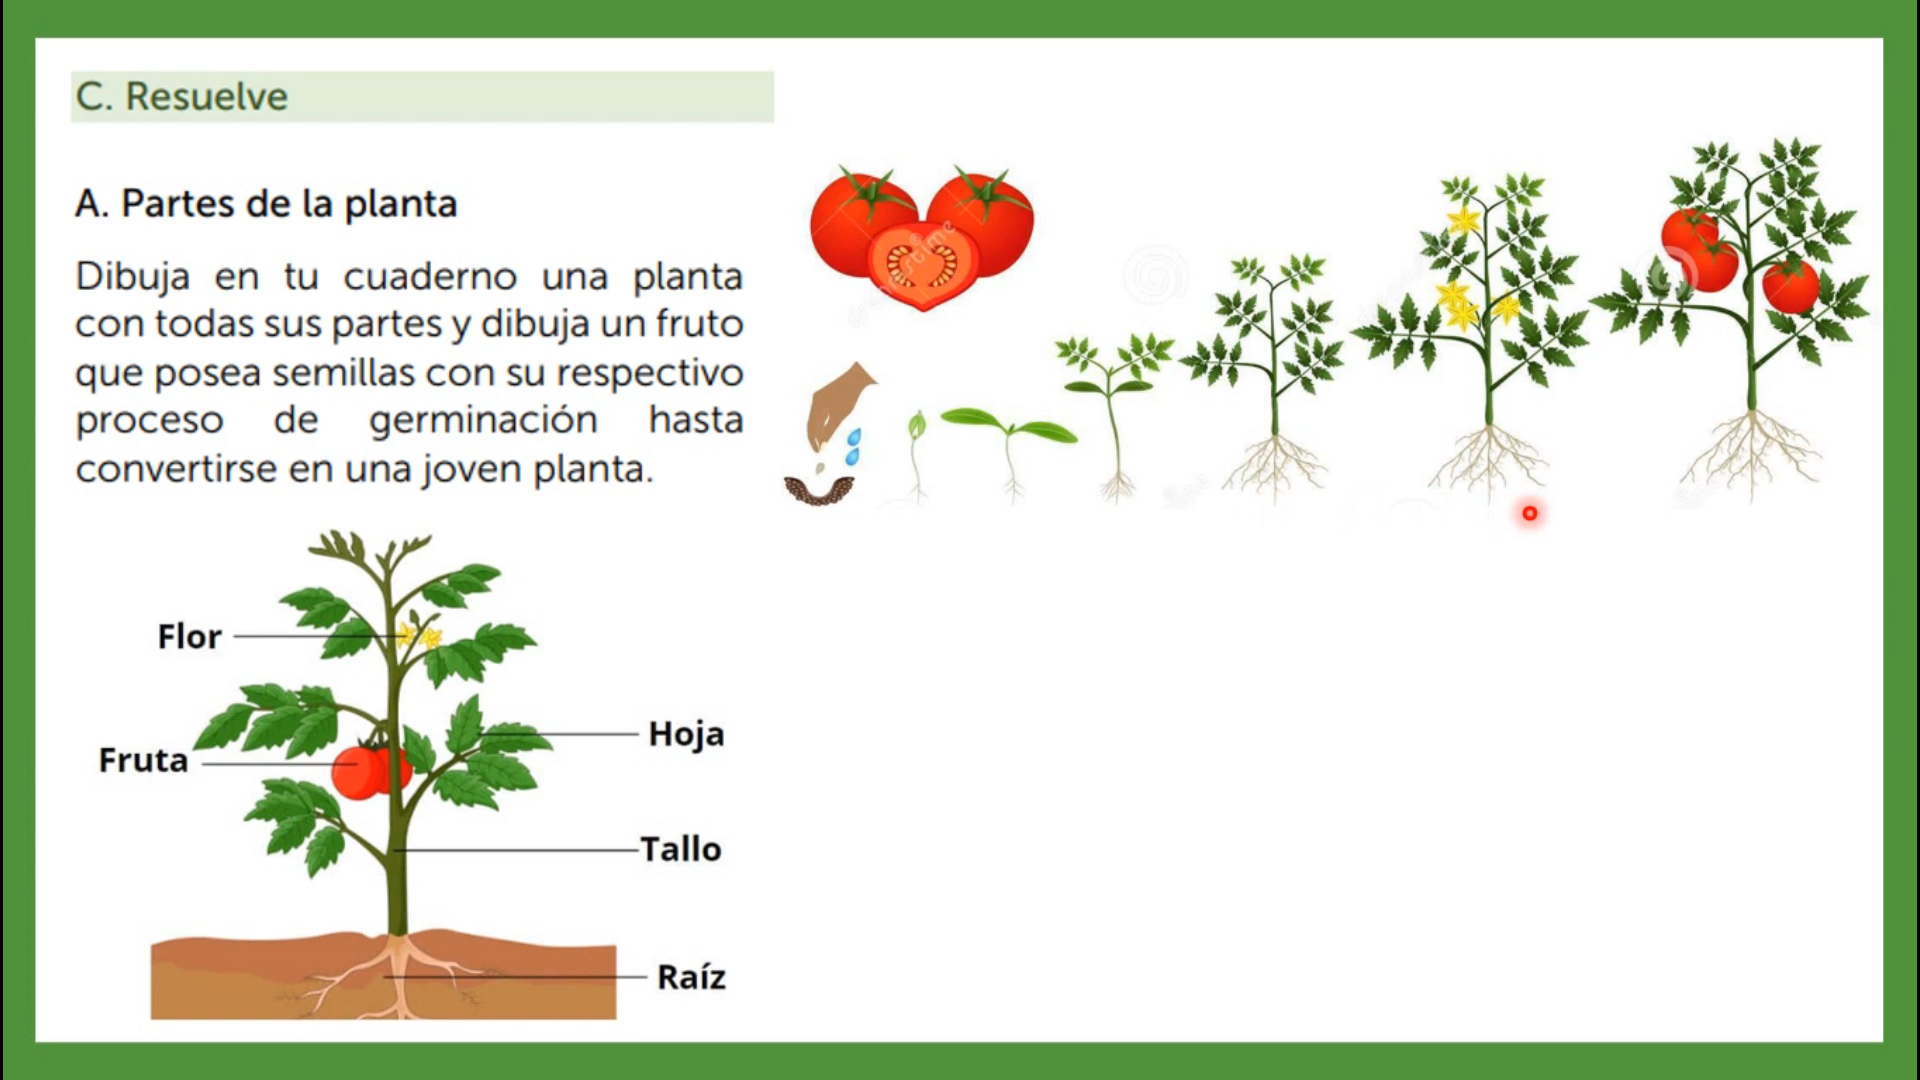 C. Resuelve
A. Partes de la planta
Dibuja en tu cuaderno una planta
con todas sus partes y dibuja un fruto
que posea semillas con su respectivo
proceso de germinación hasta
convertirse en una joven planta.
Flor
Fruta
Hoja
Tallo
Raíz